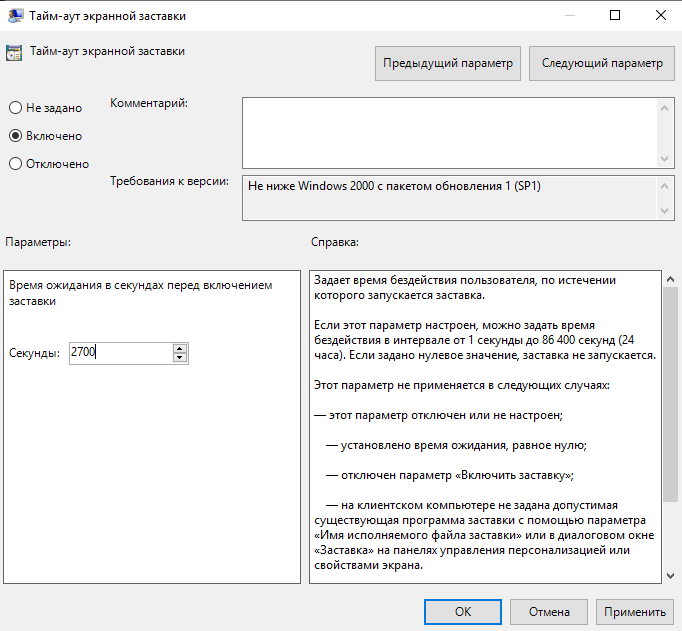 Тайм-аут экранной заставки
Тайм-аут экранной заставки
Предыдущий параметр
Следующий параметр
Не задано
Включено
Отключено
Комментарий:
Требования к версии:
Не ниже Windows 2000 с пакетом обновления 1 (SP1)
Параметры:
Справка:
Время ожидания в секундах перед включением
заставки
Секунды:
2700
Задает время бездействия пользователя, по истечении
которого запускается заставка.
Если этот параметр настроен, можно задать время
бездействия в интервале от 1 секунды до 86 400 секунд (24
часа). Если задано нулевое значение, заставка не запускается.
Этот параметр не применяется в следующих случаях:
— этот параметр отключен или не настроен;
— установлено время ожидания, равное нулю;
— отключен параметр «Включить заставку»;
— на клиентском компьютере не задана допустимая
существующая программа заставки с помощью параметра
«Имя исполняемого файла заставки» или в диалоговом окне
«Заставка» на панелях управления персонализацией или
свойствами экрана.
ОК
Отмена
Применить